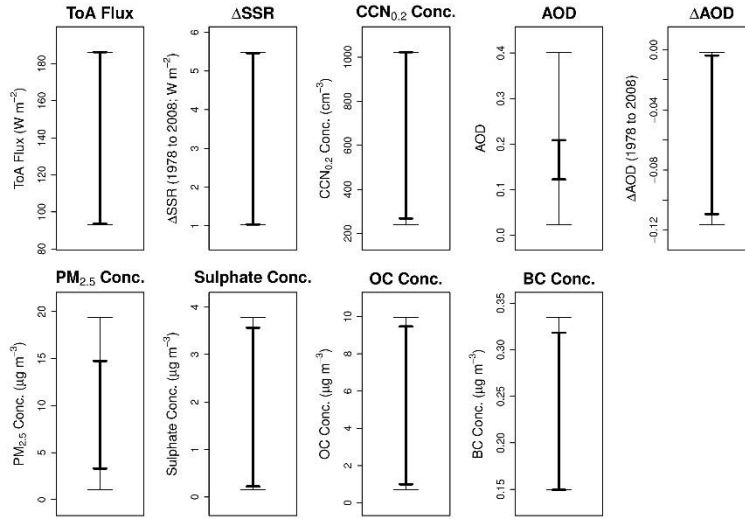 ToA Flux
ΔSSR
CCN₀.₂ Conc.
AOD
ΔAOD
ToA Flux (W m⁻²)
80 100 120 140 160 180
ΔSSR (1978 to 2008; W m⁻²)
1 2 3 4 5 6
CCN₀.₂ Conc. (cm⁻³)
200 400 600 800 1000
AOD
0.0 0.1 0.2 0.3 0.4
ΔAOD (1978 to 2008)
−0.12 −0.08 −0.04 0.00
PM₂.₅ Conc.
Sulphate Conc.
OC Conc.
BC Conc.
PM₂.₅ Conc. (µg m⁻³)
0 5 10 15 20
Sulphate Conc. (µg m⁻³)
0 1 2 3 4
OC Conc. (µg m⁻³)
0 2 4 6 8 10
BC Conc. (µg m⁻³)
0.15 0.20 0.25 0.30 0.35